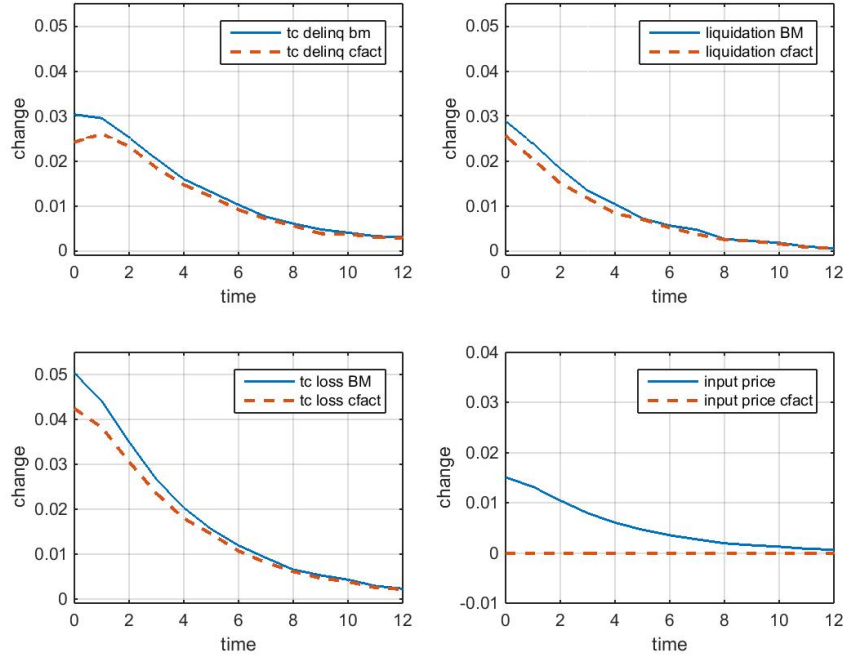 0.05
0.04
0.03
0.02
0.01
0
change
0 2 4 6 8 10 12
time
tc delinq bm
tc delinq cfact
0.05
0.04
0.03
0.02
0.01
0
change
0 2 4 6 8 10 12
time
liquidation BM
liquidation cfact
0.05
0.04
0.03
0.02
0.01
0
change
0 2 4 6 8 10 12
time
tc loss BM
tc loss cfact
0.04
0.03
0.02
0.01
0
-0.01
change
0 2 4 6 8 10 12
time
input price
input price cfact